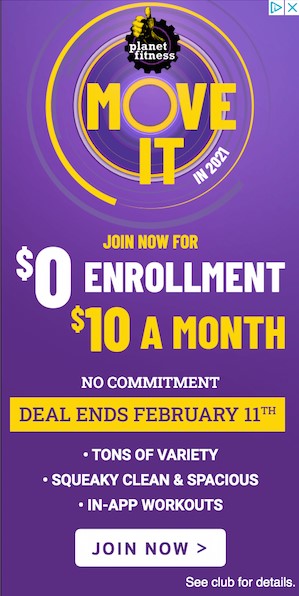 planet
fitness
MOVE
IT
IN 2021
JOIN NOW FOR
$0 ENROLLMENT
$10 A MONTH
NO COMMITMENT
DEAL ENDS FEBRUARY 11TH
• TONS OF VARIETY
• SQUEAKY CLEAN & SPACIOUS
• IN-APP WORKOUTS
JOIN NOW >
See club for details.